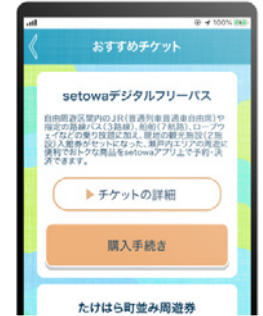 100%
おすすめチケット
setowaデジタルフリーパス
自由周遊区間内のJR(普通列車普通車自由席)や
指定の路線バス(3路線)、船舶(7航路)、ロープウ
ェイなどの乗り放題に加え、現地の観光施設(2施
設)入館券がセットになった、瀬戸内エリアの周遊に
便利でおトクな商品をsetowaアプリ上で予約・決
済できます。
▶ チケットの詳細
購入手続き
たけはら町並み周遊券